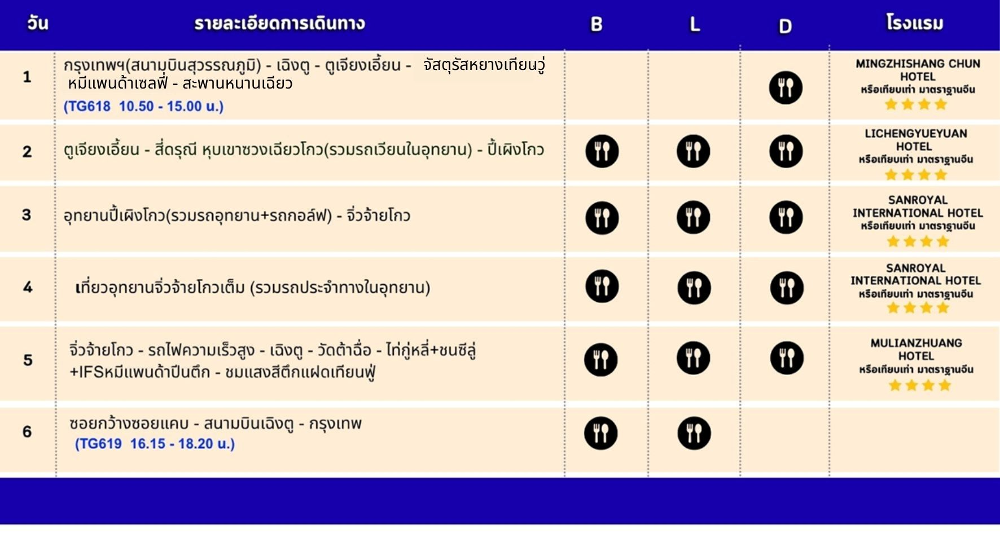 วัน รายละเอียดการเดินทาง B L D โรงแรม
1
กรุงเทพฯ(สนามบินสุวรรณภูมิ) - เฉิงตู - ตูเจียงเอี้ยน - จัสตุรัสหยางเทียนวู่
หมีแพนด้าเซลฟี่ - สะพานหนานเฉียว
(TG618 10.50 - 15.00 น.)
MINGZHISHANG CHUN
HOTEL
หรือเทียบเท่า มาตราฐานจีน
2
ตูเจียงเอี้ยน - สี่ดรุณี หุบเขาซวงเฉียวโกว(รวมรถเวียนในอุทยาน) - ปี้เผิงโกว
LICHENGYUEYUAN
HOTEL
หรือเทียบเท่า มาตราฐานจีน
3
อุทยานปี้เผิงโกว(รวมรถอุทยาน+รถกอล์ฟ) - จิ่วจ้ายโกว
SANROYAL
INTERNATIONAL HOTEL
หรือเทียบเท่า มาตราฐานจีน
4
เที่ยวอุทยานจิ่วจ้ายโกวเต็ม (รวมรถประจำทางในอุทยาน)
SANROYAL
INTERNATIONAL HOTEL
หรือเทียบเท่า มาตราฐานจีน
5
จิ่วจ้ายโกว - รถไฟความเร็วสูง - เฉิงตู - วัดต้าฉื่อ - ไท่กู่หลี่+ชนซีลู่
+IFSหมีแพนด้าปีนตึก - ชมแสงสีตึกแฝดเทียนฟู่
MULIANZHUANG
HOTEL
หรือเทียบเท่า มาตราฐานจีน
6
ซอยกว้างซอยแคบ - สนามบินเฉิงตู - กรุงเทพ
(TG619 16.15 - 18.20 น.)